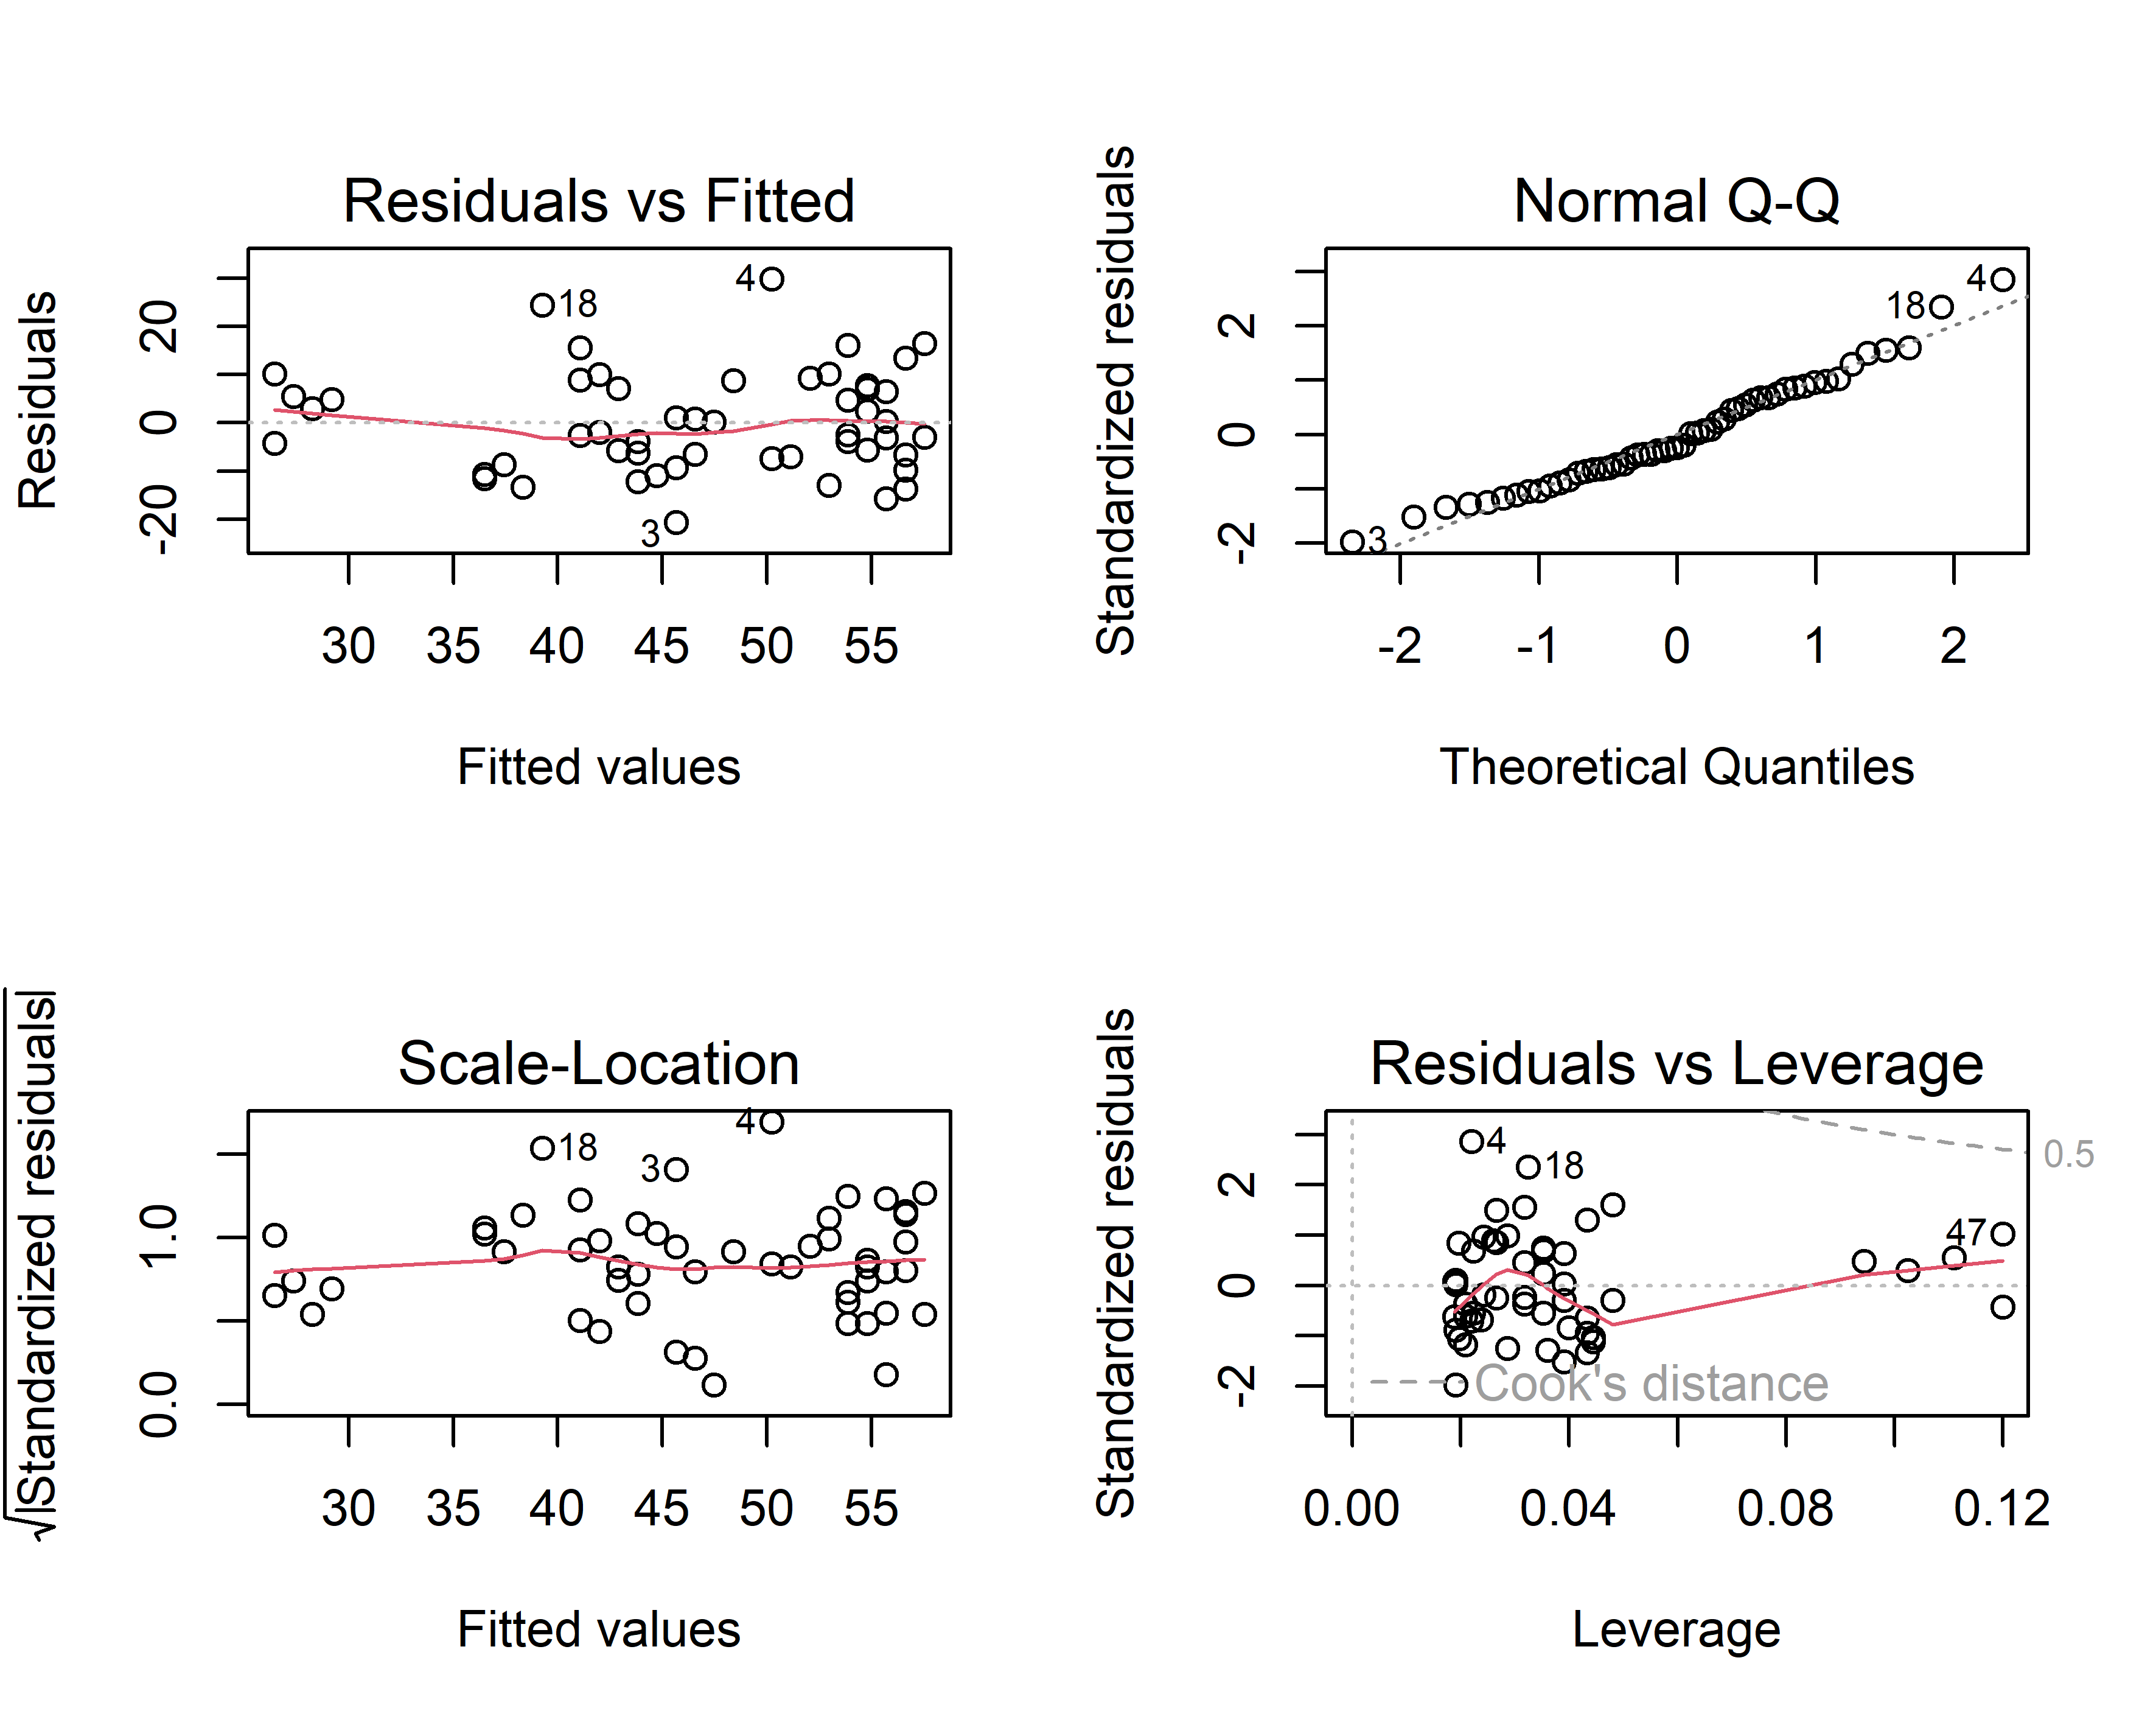 Residuals vs Fitted
Residuals
20
0
-20
18
4
3
30 35 40 45 50 55
Fitted values
Normal Q-Q
Standardized residuals
2
0
-2
3
18
4
-2 -1 0 1 2
Theoretical Quantiles
Scale-Location
√|Standardized residuals|
1.0
0.0
18
3
4
30 35 40 45 50 55
Fitted values
Residuals vs Leverage
Standardized residuals
2
0
-2
4
18
47
0.5
Cook's distance
0.00 0.04 0.08 0.12
Leverage